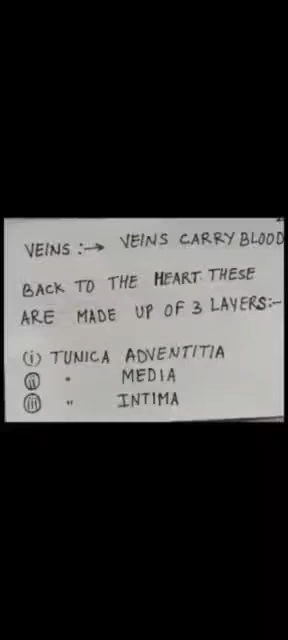 VEINS :→ VEINS CARRY BLOOD
BACK TO THE HEART. THESE
ARE MADE UP OF 3 LAYERS:-
(i) TUNICA ADVENTITIA
(ii) " MEDIA
(iii) " INTIMA